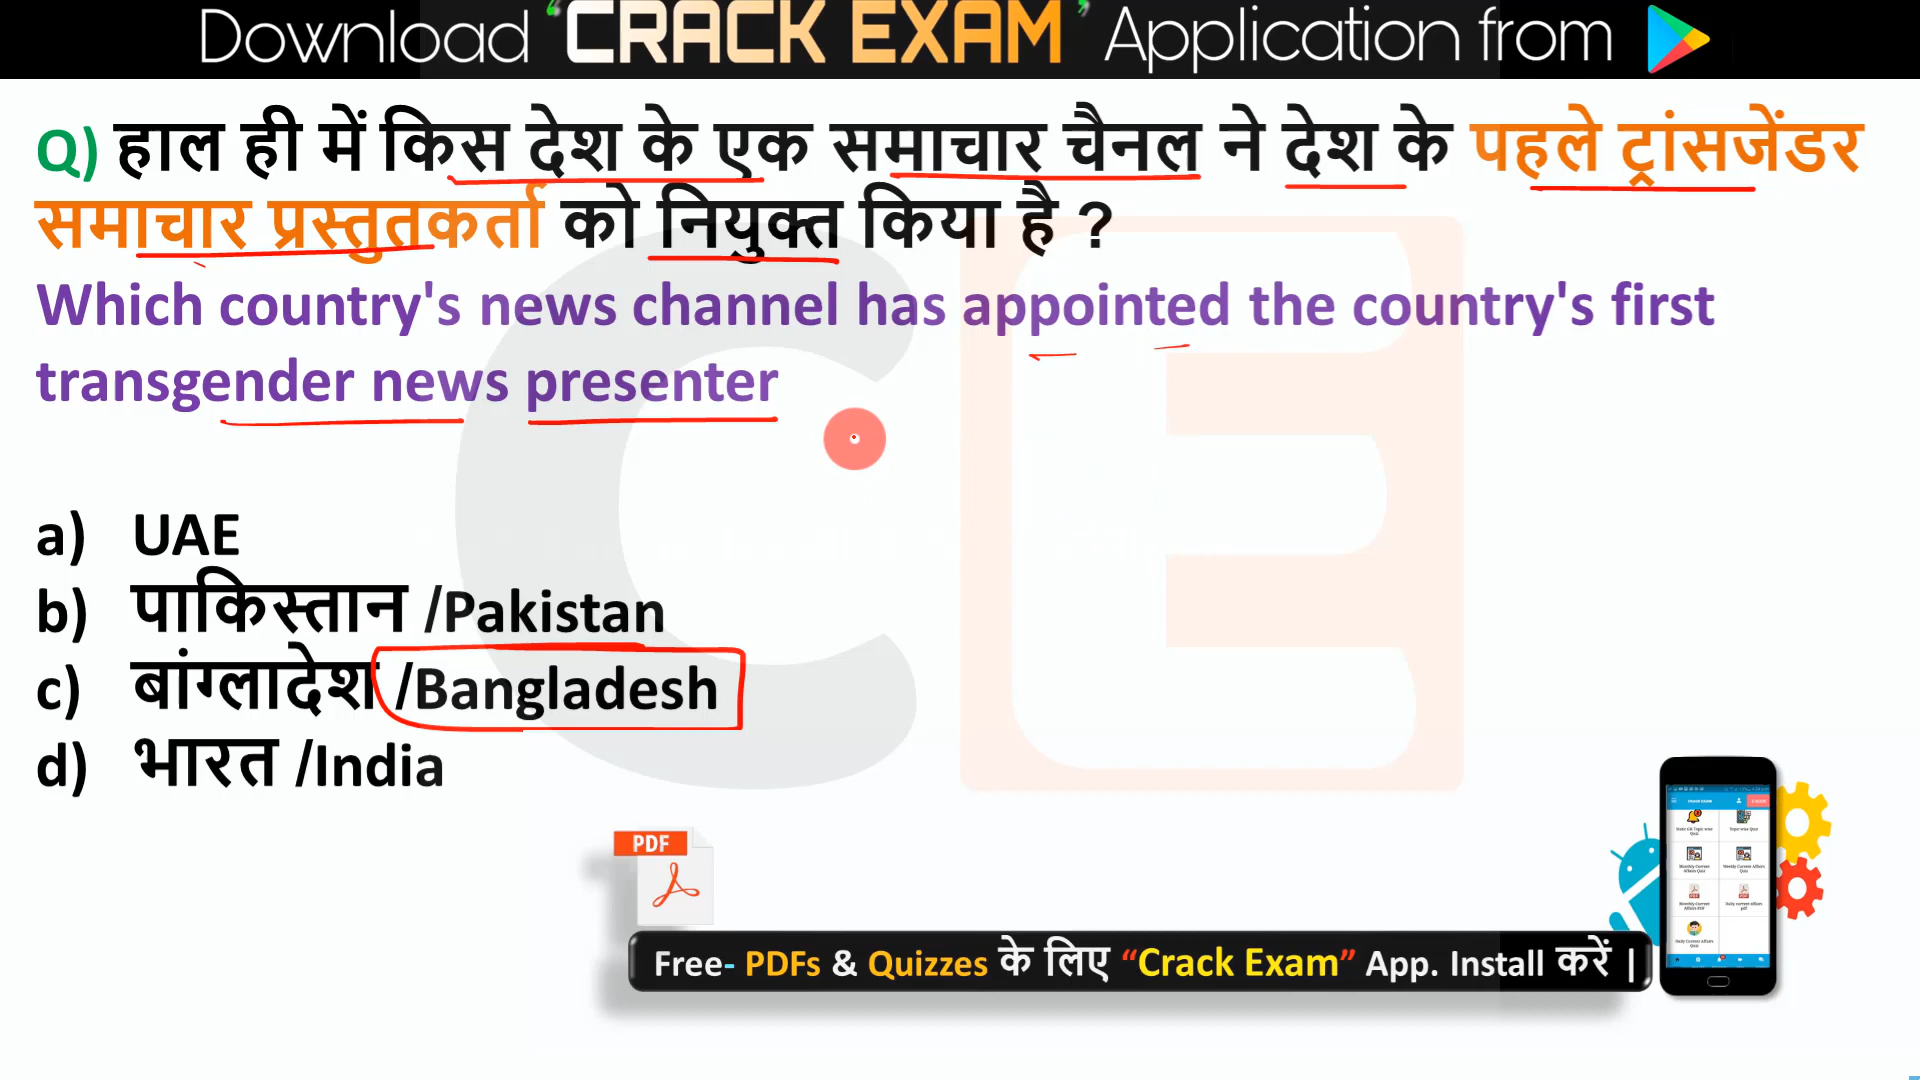 Download ‘CRACK EXAM’ Application from
Q) हाल ही में किस देश के एक समाचार चैनल ने देश के पहले ट्रांसजेंडर
समाचार प्रस्तुतकर्ता को नियुक्त किया है ?
Which country's news channel has appointed the country's first
transgender news presenter
a) UAE
b) पाकिस्तान /Pakistan
c) बांग्लादेश /Bangladesh
d) भारत /India
PDF
Free- PDFs & Quizzes के लिए “Crack Exam” App. Install करें |